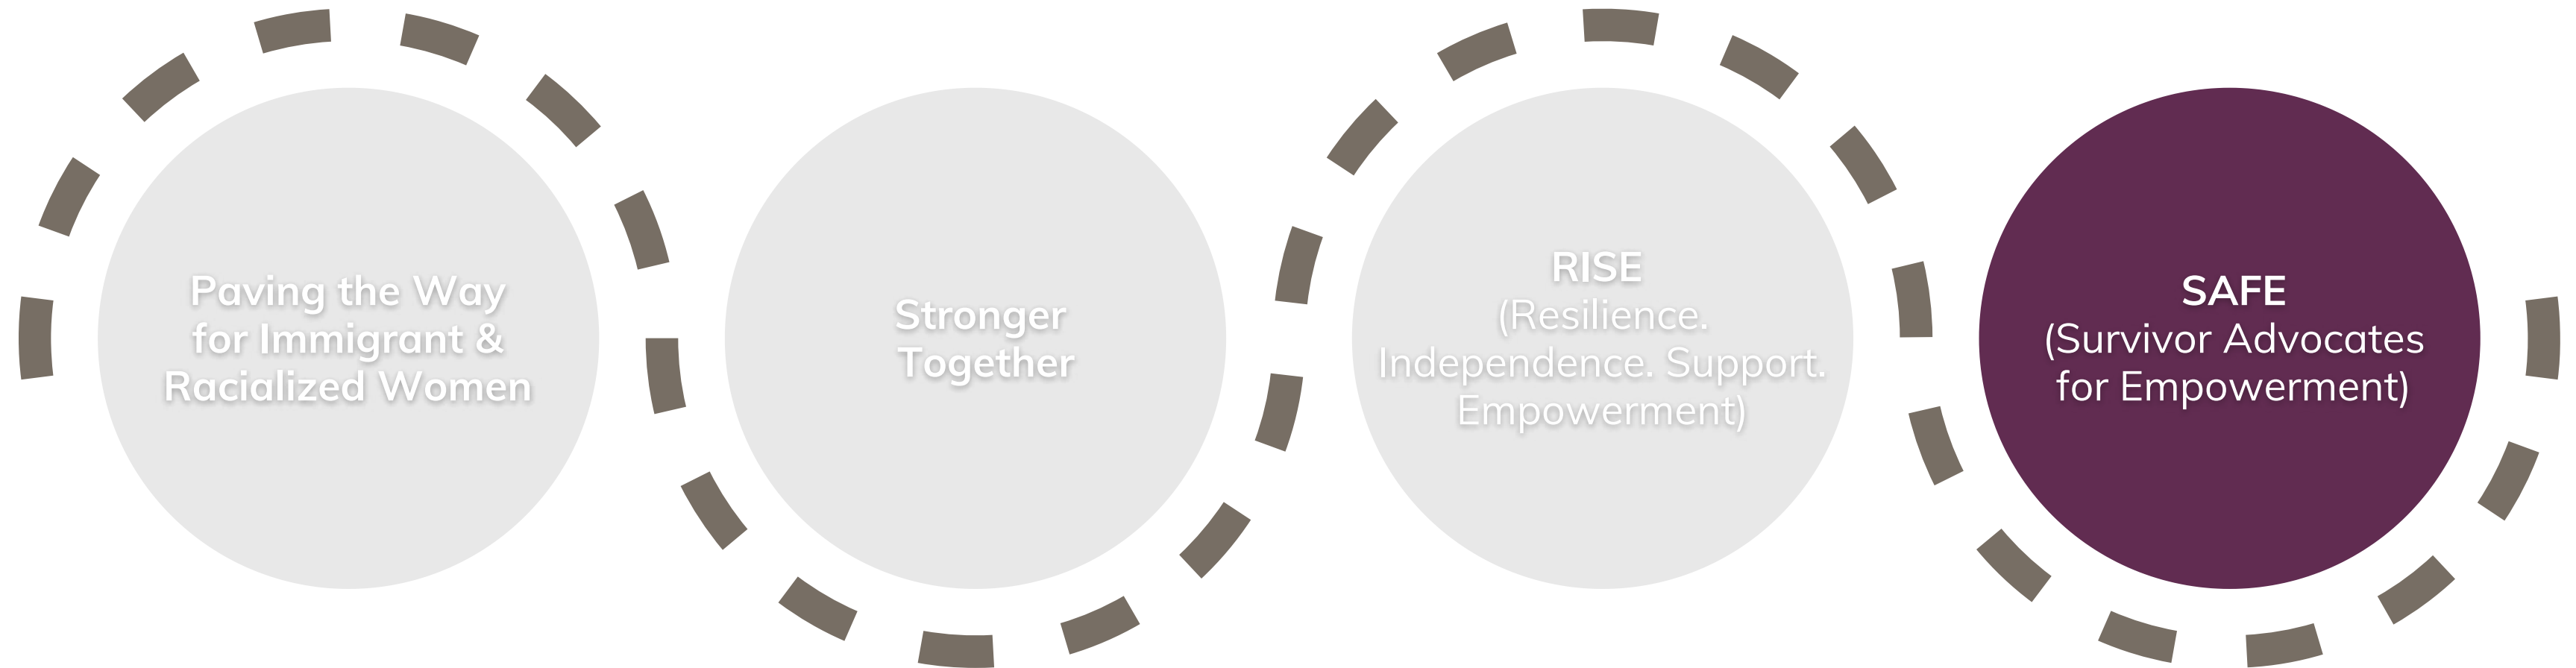 Paving the Way
for Immigrant &
Racialized Women
Stronger
Together
RISE
(Resilience.
Independence. Support.
Empowerment)
SAFE
(Survivor Advocates
for Empowerment)